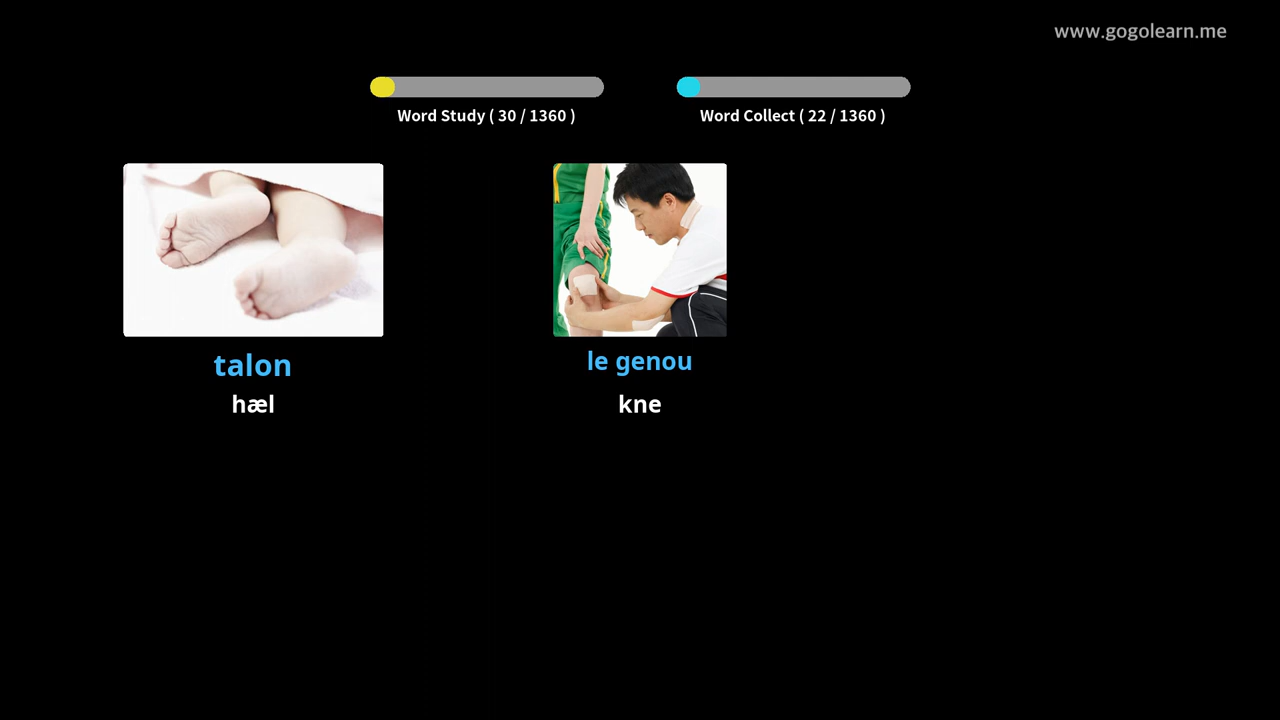 www.gogolearn.me
Word Study ( 30 / 1360 )
Word Collect ( 22 / 1360 )
talon
hæl
le genou
kne